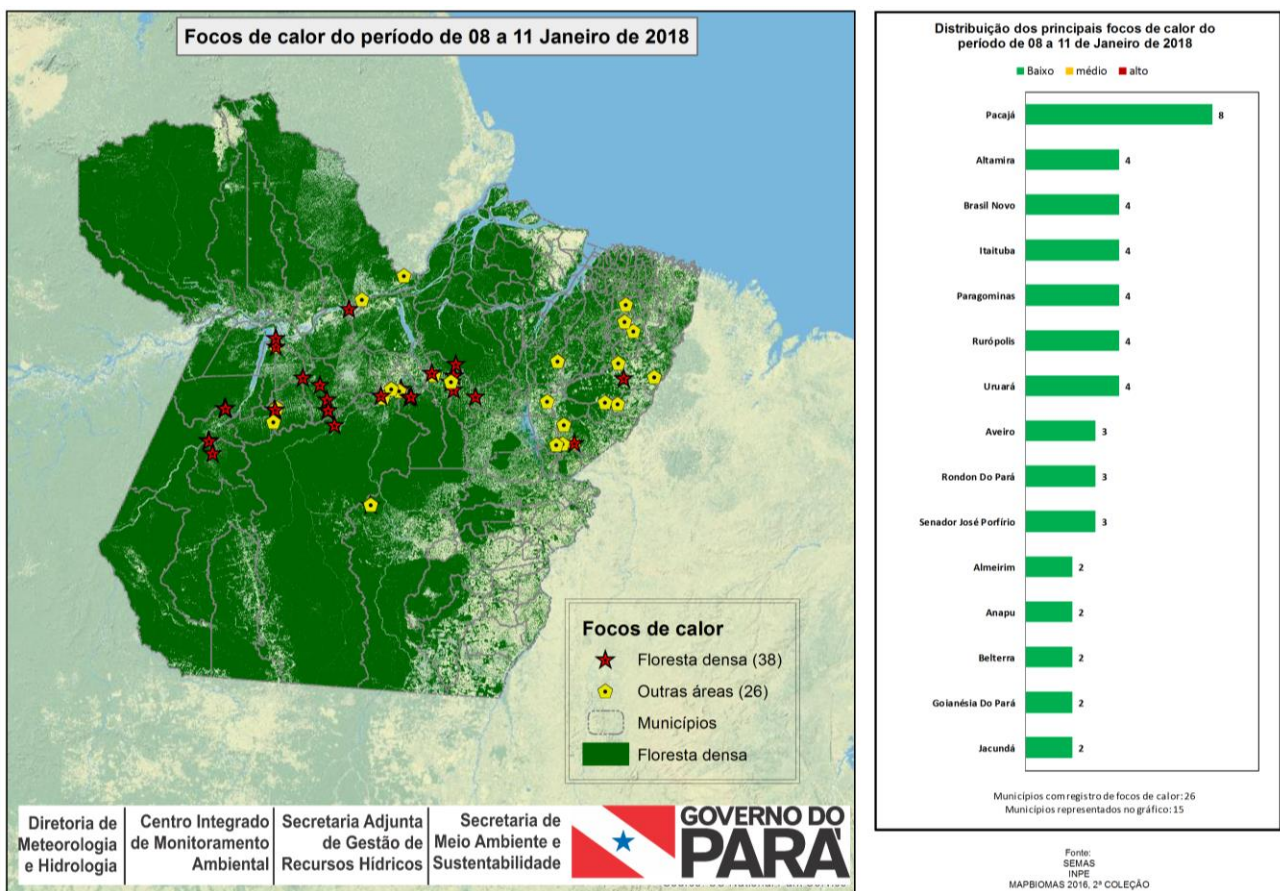 Focos de calor do período de 08 a 11 Janeiro de 2018
Focos de calor
Floresta densa (38)
Outras áreas (26)
Municípios
Floresta densa
Diretoria de
Meteorologia
e Hidrologia
Centro Integrado
de Monitoramento
Ambiental
Secretaria Adjunta
de Gestão de
Recursos Hídricos
Secretaria de
Meio Ambiente e
Sustentabilidade
GOVERNO DO
PARÁ
Distribuição dos principais focos de calor do
período de 08 a 11 de Janeiro de 2018
Baixo médio alto
Pacajá 8
Altamira 4
Brasil Novo 4
Itaituba 4
Paragominas 4
Rurópolis 4
Uruará 4
Aveiro 3
Rondon Do Pará 3
Senador José Porfírio 3
Almeirim 2
Anapu 2
Belterra 2
Goianésia Do Pará 2
Jacundá 2
Municípios com registro de focos de calor: 26
Municípios representados no gráfico: 15
Fonte:
SEMAS
INPE
MAPBIOMAS 2016, 2ª COLEÇÃO